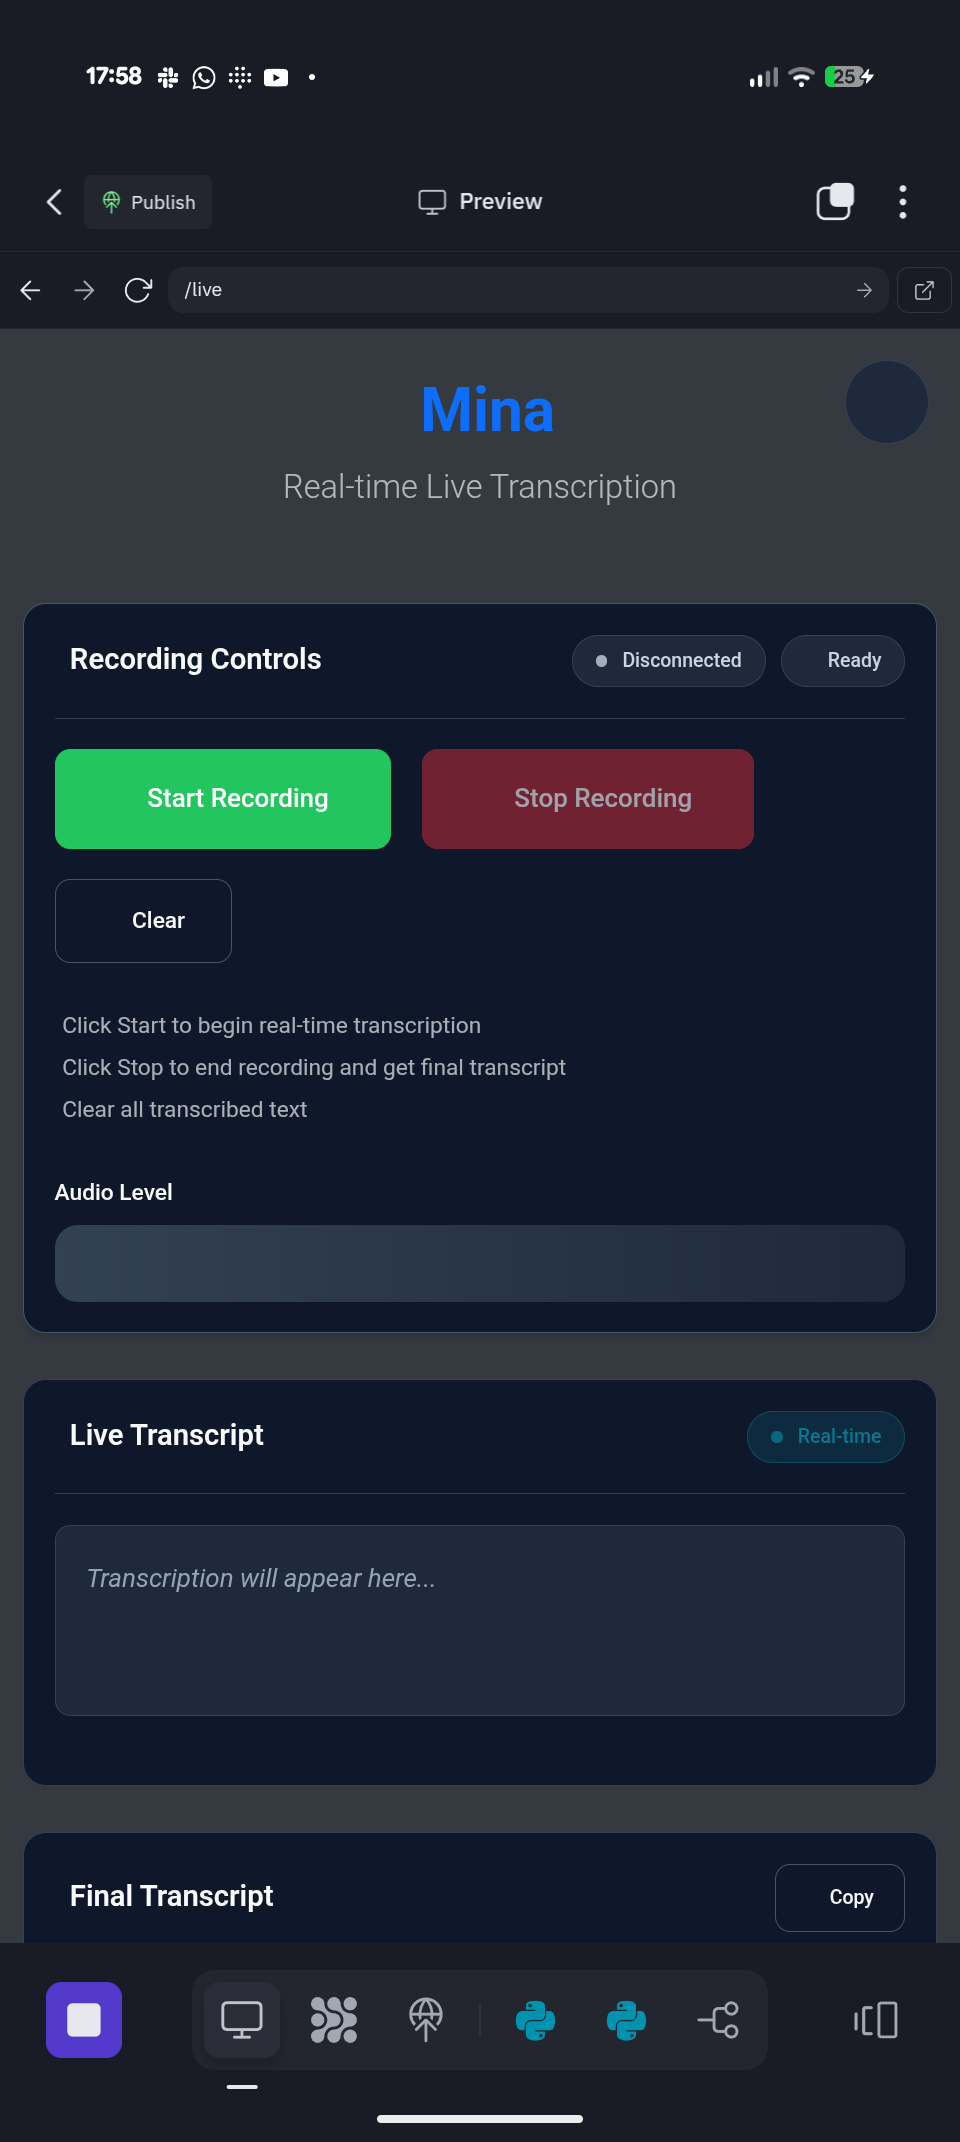 17:58
25
Publish
Preview
/live
Mina
Real-time Live Transcription
Recording Controls
Disconnected
Ready
Start Recording
Stop Recording
Clear
Click Start to begin real-time transcription
Click Stop to end recording and get final transcript
Clear all transcribed text
Audio Level
Live Transcript
Real-time
Transcription will appear here...
Final Transcript
Copy